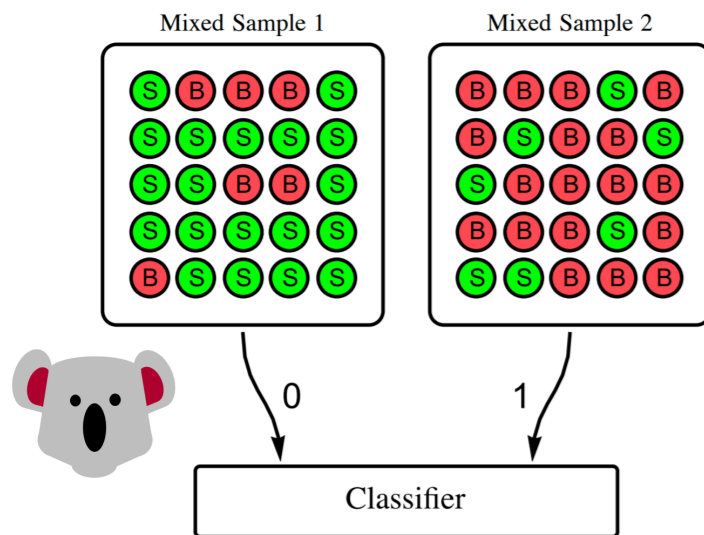 Mixed Sample 1 Mixed Sample 2
S B B B S B B B S B
S S S S S B S B B S
S S B B S S B B B B
S S S S S B B B S B
B S S S S S S B B B
0 1
Classifier